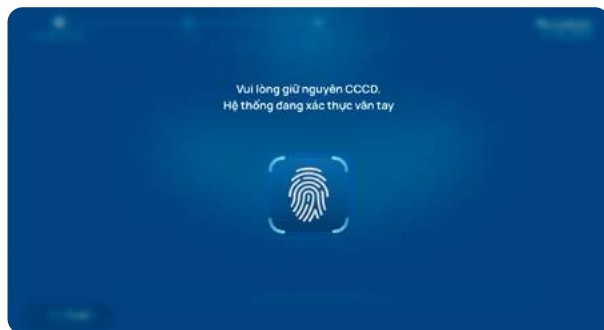 Vui lòng giữ nguyên CCCD.
Hệ thống đang xác thực vân tay